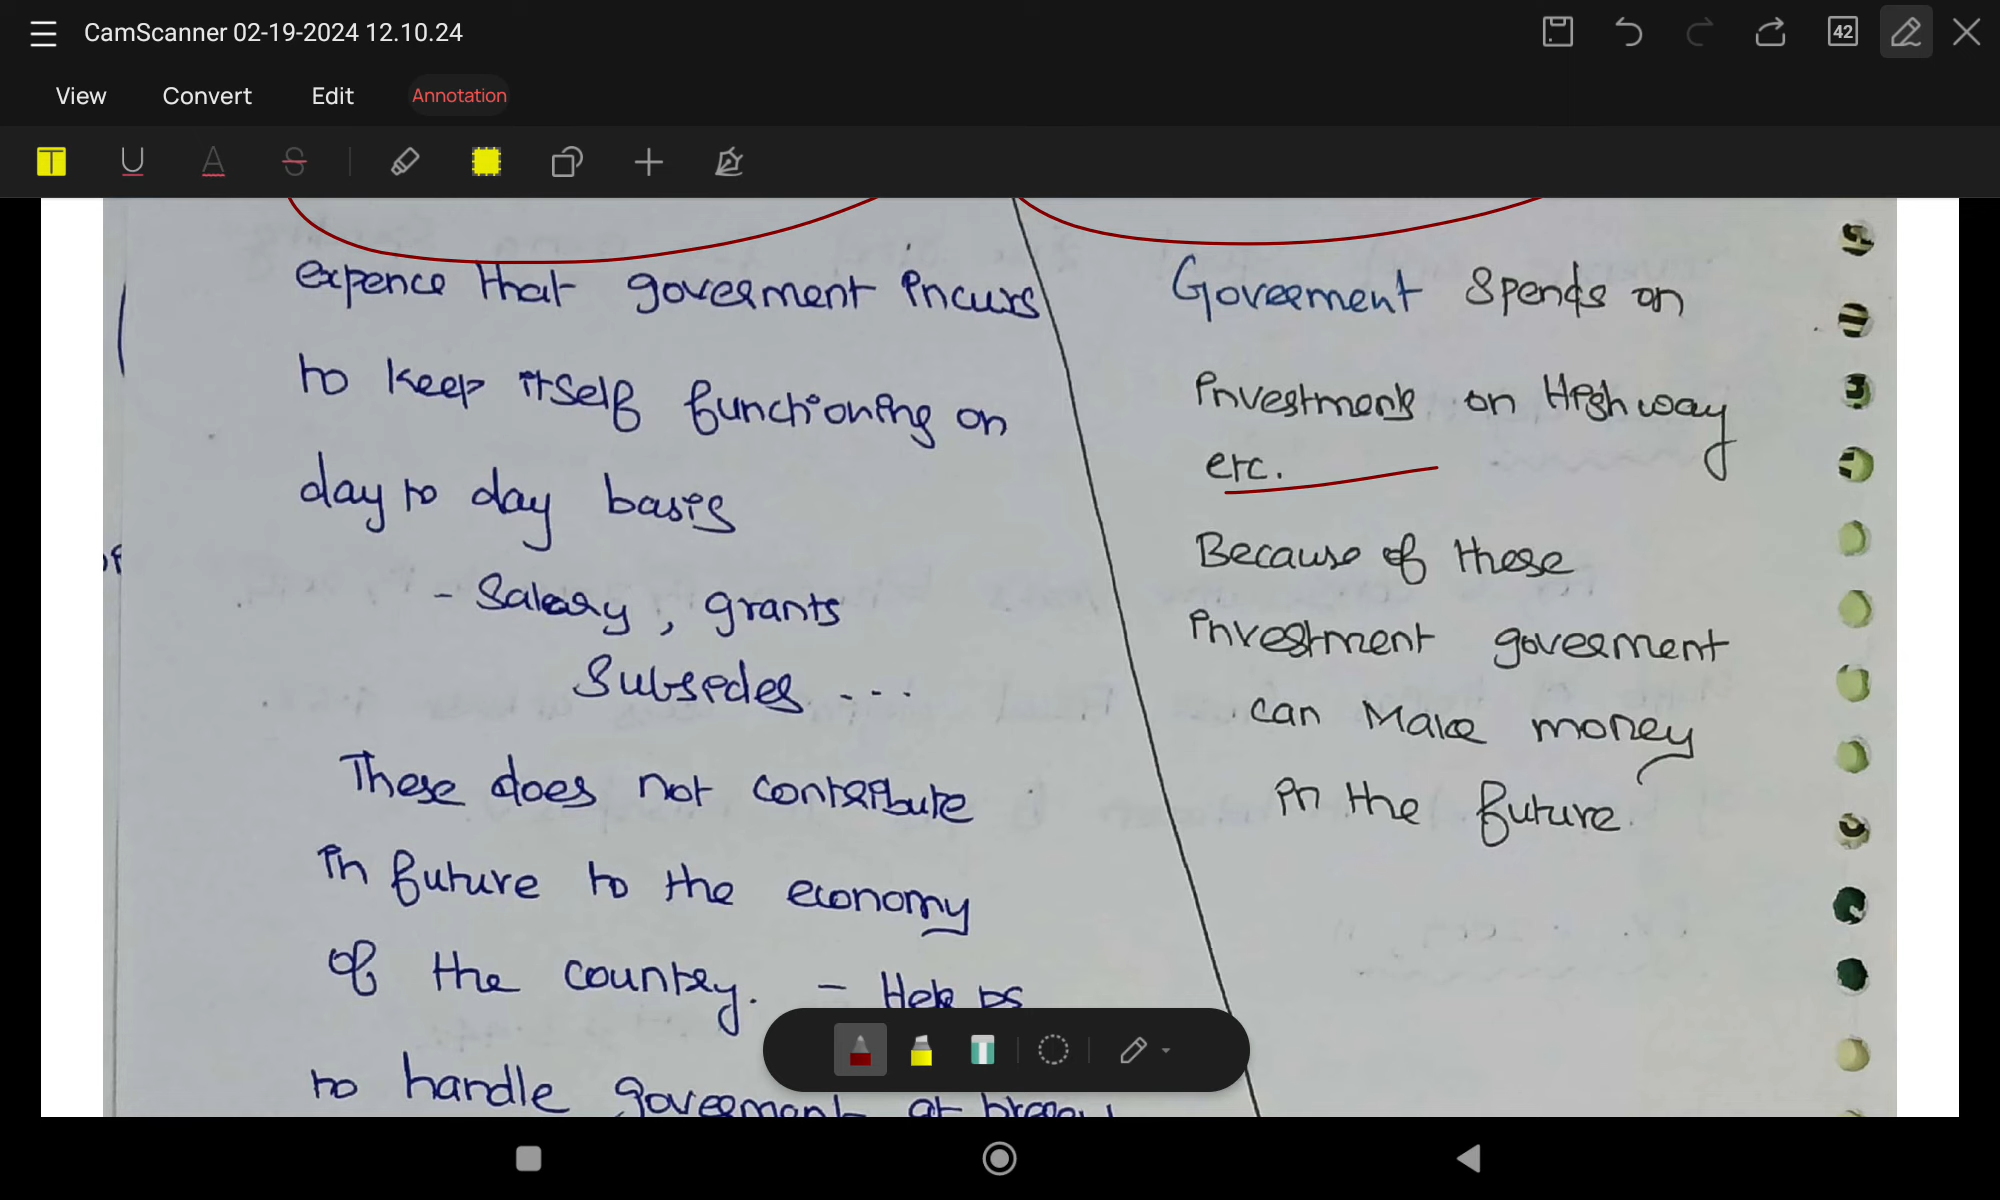 CamScanner 02-19-2024 12.10.24
42
View Convert Edit Annotation
expence that goverment incurs
to keep itself functioning on
day to day basis
- Salary, grants
Subsedes ...
These does not contribute
in future to the economy
of the country. -
to handle goverment at
Goverment Spends on
investments on Highway
etc.
Because of these
investment goverment
can Make money
in the future.